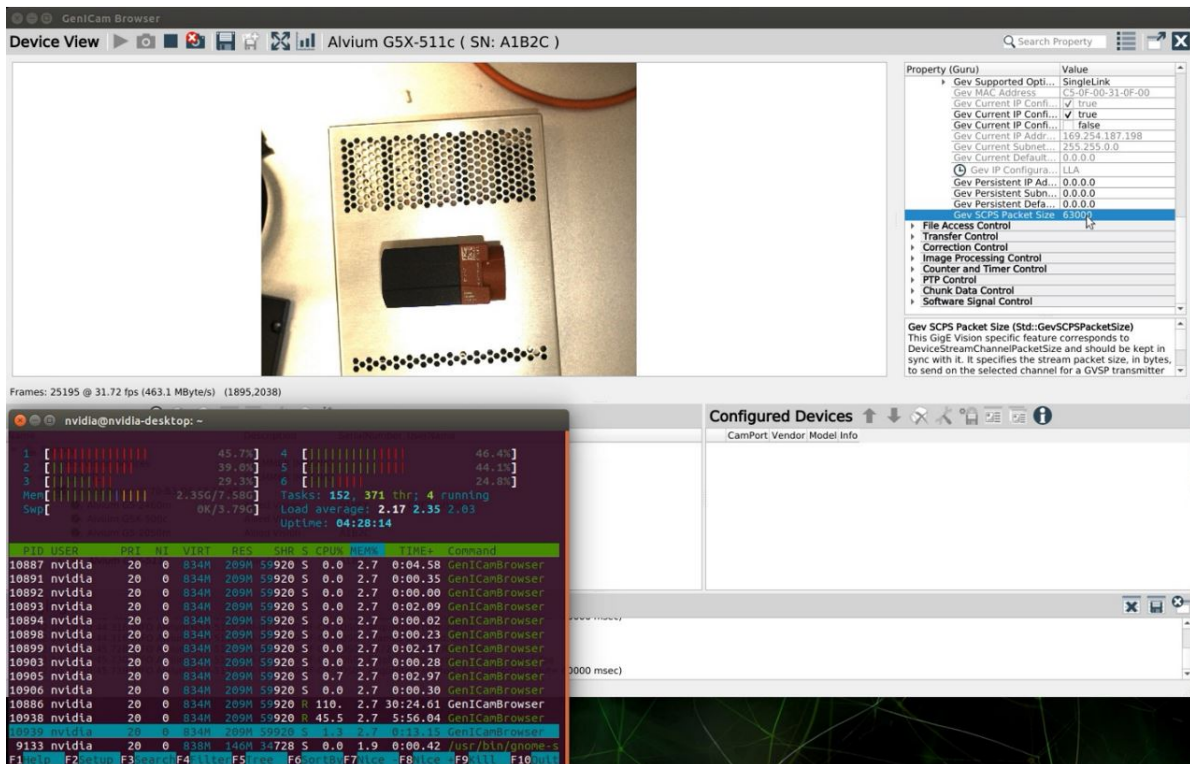 GenICam Browser
Device View Alvium G5X-511c ( SN: A1B2C ) Search Property
Property (Guru) Value
Gev Supported Opti... SingleLink
Gev MAC Address C5-0F-00-31-0F-00
Gev Current IP Confi... true
Gev Current IP Confi... true
Gev Current IP Confi... false
Gev Current IP Addr... 169.254.187.198
Gev Current Subnet... 255.255.0.0
Gev Current Default... 0.0.0.0
Gev IP Configura... LLA
Gev Persistent IP Ad... 0.0.0.0
Gev Persistent Subn... 0.0.0.0
Gev Persistent Defa... 0.0.0.0
Gev SCPS Packet Size 63000
File Access Control
Transfer Control
Correction Control
Image Processing Control
Counter and Timer Control
PTP Control
Chunk Data Control
Software Signal Control
Gev SCPS Packet Size (Std::GevSCPSPacketSize)
This GigE Vision specific feature corresponds to
DeviceStreamChannelPacketSize and should be kept in
sync with it. It specifies the stream packet size, in bytes,
to send on the selected channel for a GVSP transmitter
Frames: 25195 @ 31.72 fps (463.1 MByte/s) (1895,2038)
Configured Devices
CamPort Vendor Model Info
nvidia@nvidia-desktop: ~
1 [ 45.7%] 4 [ 46.4%]
2 [ 39.0%] 5 [ 44.1%]
3 [ 29.3%] 6 [ 24.8%]
Mem[ 2.35G/7.58G] Tasks: 152, 371 thr; 4 running
Swp[ 0K/3.79G] Load average: 2.17 2.35 2.03
Uptime: 04:28:14
PID USER PRI NI VIRT RES SHR S CPU% MEM% TIME+ Command
10887 nvidia 20 0 834M 209M 59920 S 0.0 2.7 0:04.58 GenICamBrowser
10891 nvidia 20 0 834M 209M 59920 S 0.0 2.7 0:00.35 GenICamBrowser
10892 nvidia 20 0 834M 209M 59920 S 0.0 2.7 0:00.00 GenICamBrowser
10893 nvidia 20 0 834M 209M 59920 S 0.0 2.7 0:02.09 GenICamBrowser
10894 nvidia 20 0 834M 209M 59920 S 0.0 2.7 0:00.02 GenICamBrowser
10898 nvidia 20 0 834M 209M 59920 S 0.0 2.7 0:00.23 GenICamBrowser
10899 nvidia 20 0 834M 209M 59920 S 0.0 2.7 0:02.17 GenICamBrowser
10903 nvidia 20 0 834M 209M 59920 S 0.0 2.7 0:00.28 GenICamBrowser
10905 nvidia 20 0 834M 209M 59920 S 0.7 2.7 0:02.97 GenICamBrowser
10906 nvidia 20 0 834M 209M 59920 S 0.0 2.7 0:00.30 GenICamBrowser
10886 nvidia 20 0 834M 209M 59920 R 110. 2.7 30:24.61 GenICamBrowser
10938 nvidia 20 0 834M 209M 59920 R 45.5 2.7 5:56.04 GenICamBrowser
10939 nvidia 20 0 834M 209M 59920 S 1.3 2.7 0:13.15 GenICamBrowser
9133 nvidia 20 0 838M 146M 34728 S 0.0 1.9 0:00.42 /usr/bin/gnome-s
F1Help F2Setup F3SearchF4FilterF5Tree F6SortByF7Nice -F8Nice +F9Kill F10Quit
0000 msec)